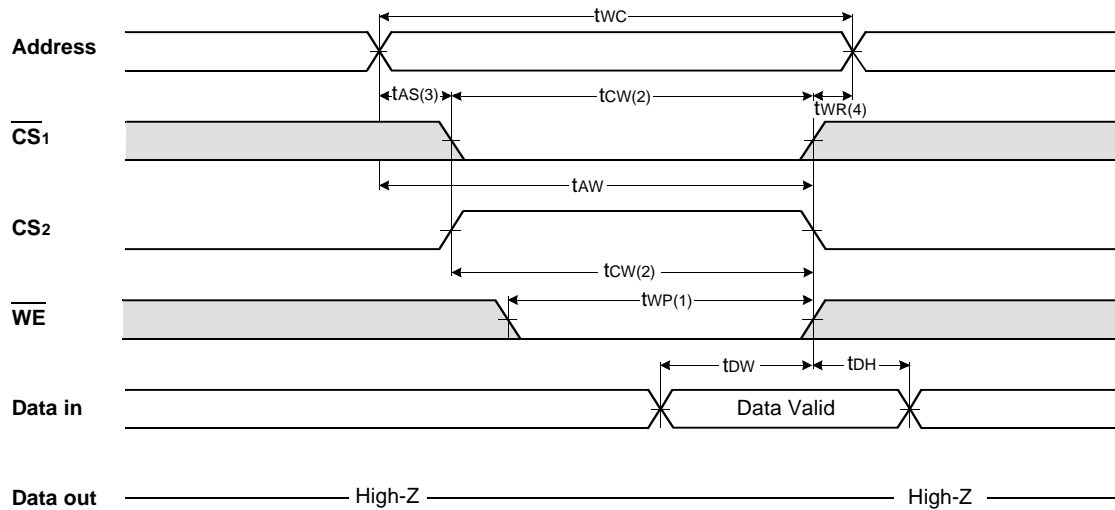 tWC
Address
tAS(3) tCW(2) tWR(4)
CS1
tAW
CS2
tCW(2)
tWP(1)
WE
tDW tDH
Data in Data Valid
Data out High-Z High-Z